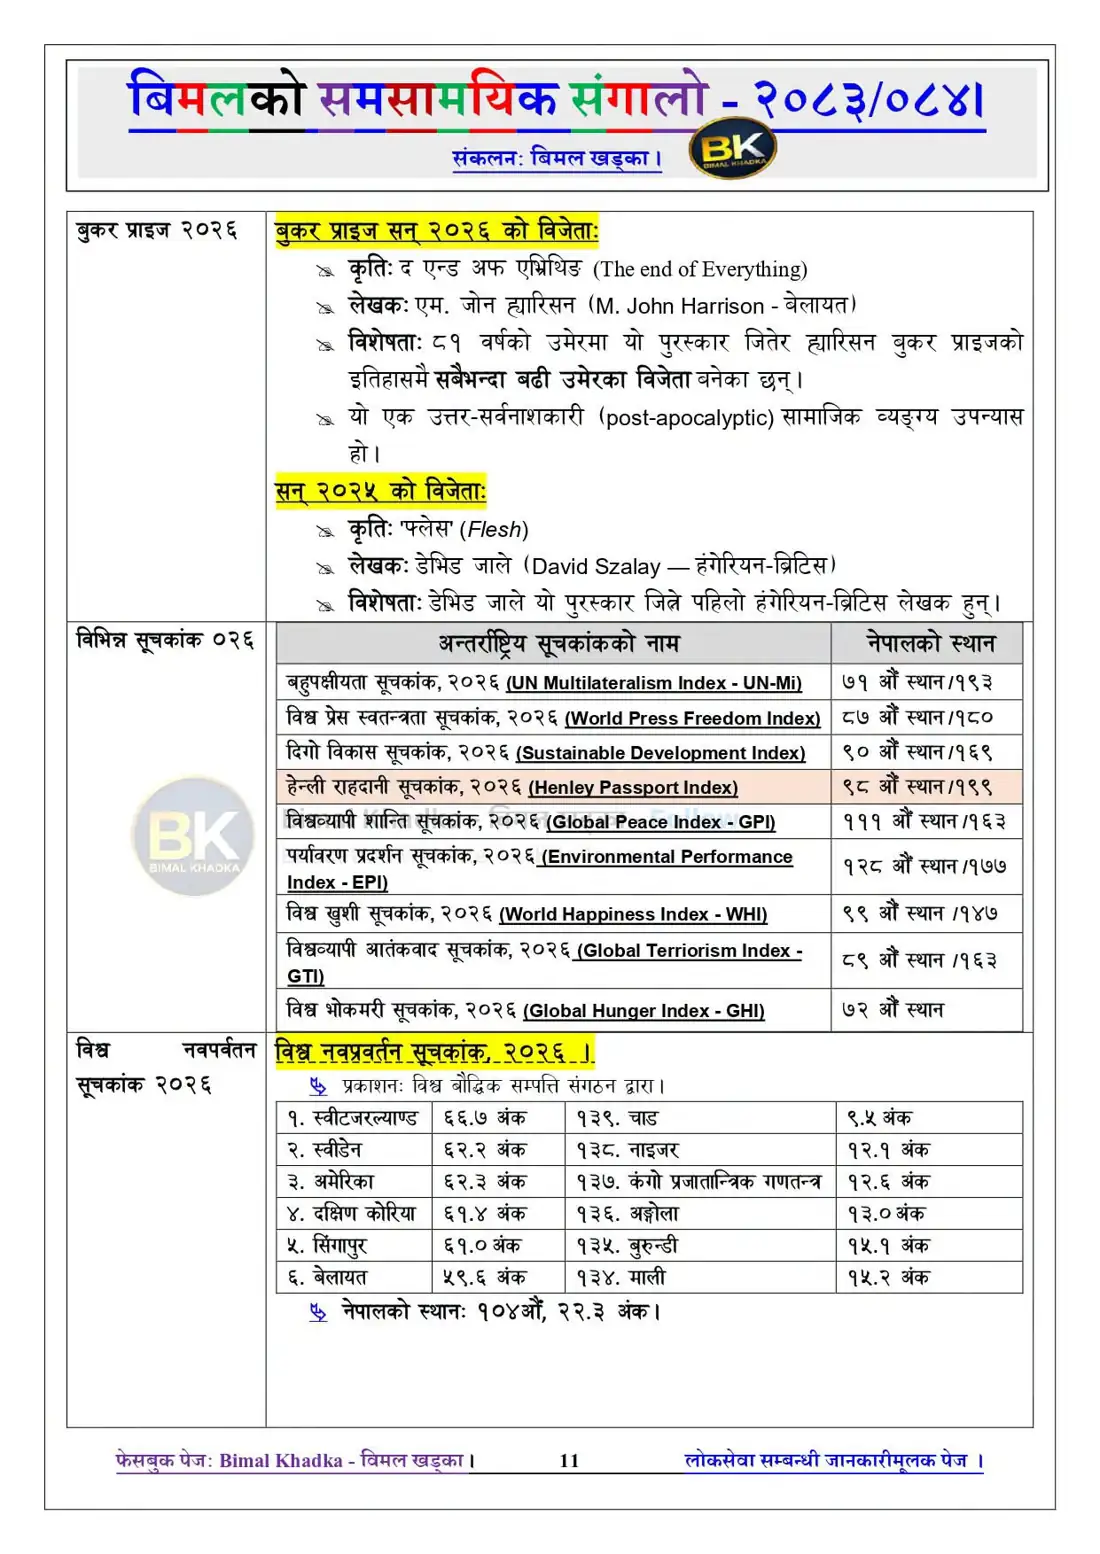 बिमलको समसामयिक संगालो - २०८३/०८४।
संकलनः बिमल खड्का।
BK
BIMAL KHADKA
बुकर प्राइज २०२६
बुकर प्राइज सन् २०२६ को विजेताः
कृतिः द एन्ड अफ एभ्रिथिङ (The end of Everything)
लेखकः एम. जोन ह्यारिसन (M. John Harrison - बेलायत)
विशेषताः ८१ वर्षको उमेरमा यो पुरस्कार जितेर ह्यारिसन बुकर प्राइजको
इतिहासमै सबैभन्दा बढी उमेरका विजेता बनेका छन्।
यो एक उत्तर-सर्वनाशकारी (post-apocalyptic) सामाजिक व्यङ्ग्य उपन्यास
हो।
सन् २०२५ को विजेताः
कृतिः 'फ्लेस' (Flesh)
लेखकः डेभिड जाले (David Szalay — हंगेरियन-ब्रिटिस)
विशेषताः डेभिड जाले यो पुरस्कार जित्ने पहिलो हंगेरियन-ब्रिटिस लेखक हुन्।
विभिन्न सूचकांक ०२६
अन्तर्राष्ट्रिय सूचकांकको नाम नेपालको स्थान
बहुपक्षीयता सूचकांक, २०२६ (UN Multilateralism Index - UN-Mi) ७१ औं स्थान/१९३
विश्व प्रेस स्वतन्त्रता सूचकांक, २०२६ (World Press Freedom Index) ८७ औं स्थान/१८०
दिगो विकास सूचकांक, २०२६ (Sustainable Development Index) ९० औं स्थान/१६९
हेन्ली राहदानी सूचकांक, २०२६ (Henley Passport Index) ९८ औं स्थान/१९९
विश्वव्यापी शान्ति सूचकांक, २०२६ (Global Peace Index - GPI) १११ औं स्थान/१६३
पर्यावरण प्रदर्शन सूचकांक, २०२६ (Environmental Performance
Index - EPI) १२८ औं स्थान/१७७
विश्व खुशी सूचकांक, २०२६ (World Happiness Index - WHI) ९९ औं स्थान /१४७
विश्वव्यापी आतंकवाद सूचकांक, २०२६ (Global Terriorism Index -
GTI) ८९ औं स्थान /१६३
विश्व भोकमरी सूचकांक, २०२६ (Global Hunger Index - GHI) ७२ औं स्थान
BK
BIMAL KHADKA
विश्व नवपर्वतन
सूचकांक २०२६
विश्व नवप्रवर्तन सूचकांक, २०२६ ।
प्रकाशनः विश्व बौद्धिक सम्पत्ति संगठन द्वारा।
१. स्वीटजरल्याण्ड ६६.७ अंक १३९. चाड ९.५ अंक
२. स्वीडेन ६२.२ अंक १३८. नाइजर १२.१ अंक
३. अमेरिका ६२.३ अंक १३७. कंगो प्रजातान्त्रिक गणतन्त्र १२.६ अंक
४. दक्षिण कोरिया ६१.४ अंक १३६. अङ्गोला १३.० अंक
५. सिंगापुर ६१.० अंक १३५. बुरुन्डी १५.१ अंक
६. बेलायत ५९.६ अंक १३४. माली १५.२ अंक
नेपालको स्थानः १०४औं, २२.३ अंक।
फेसबुक पेजः Bimal Khadka - विमल खड्का। 11 लोकसेवा सम्बन्धी जानकारीमूलक पेज ।